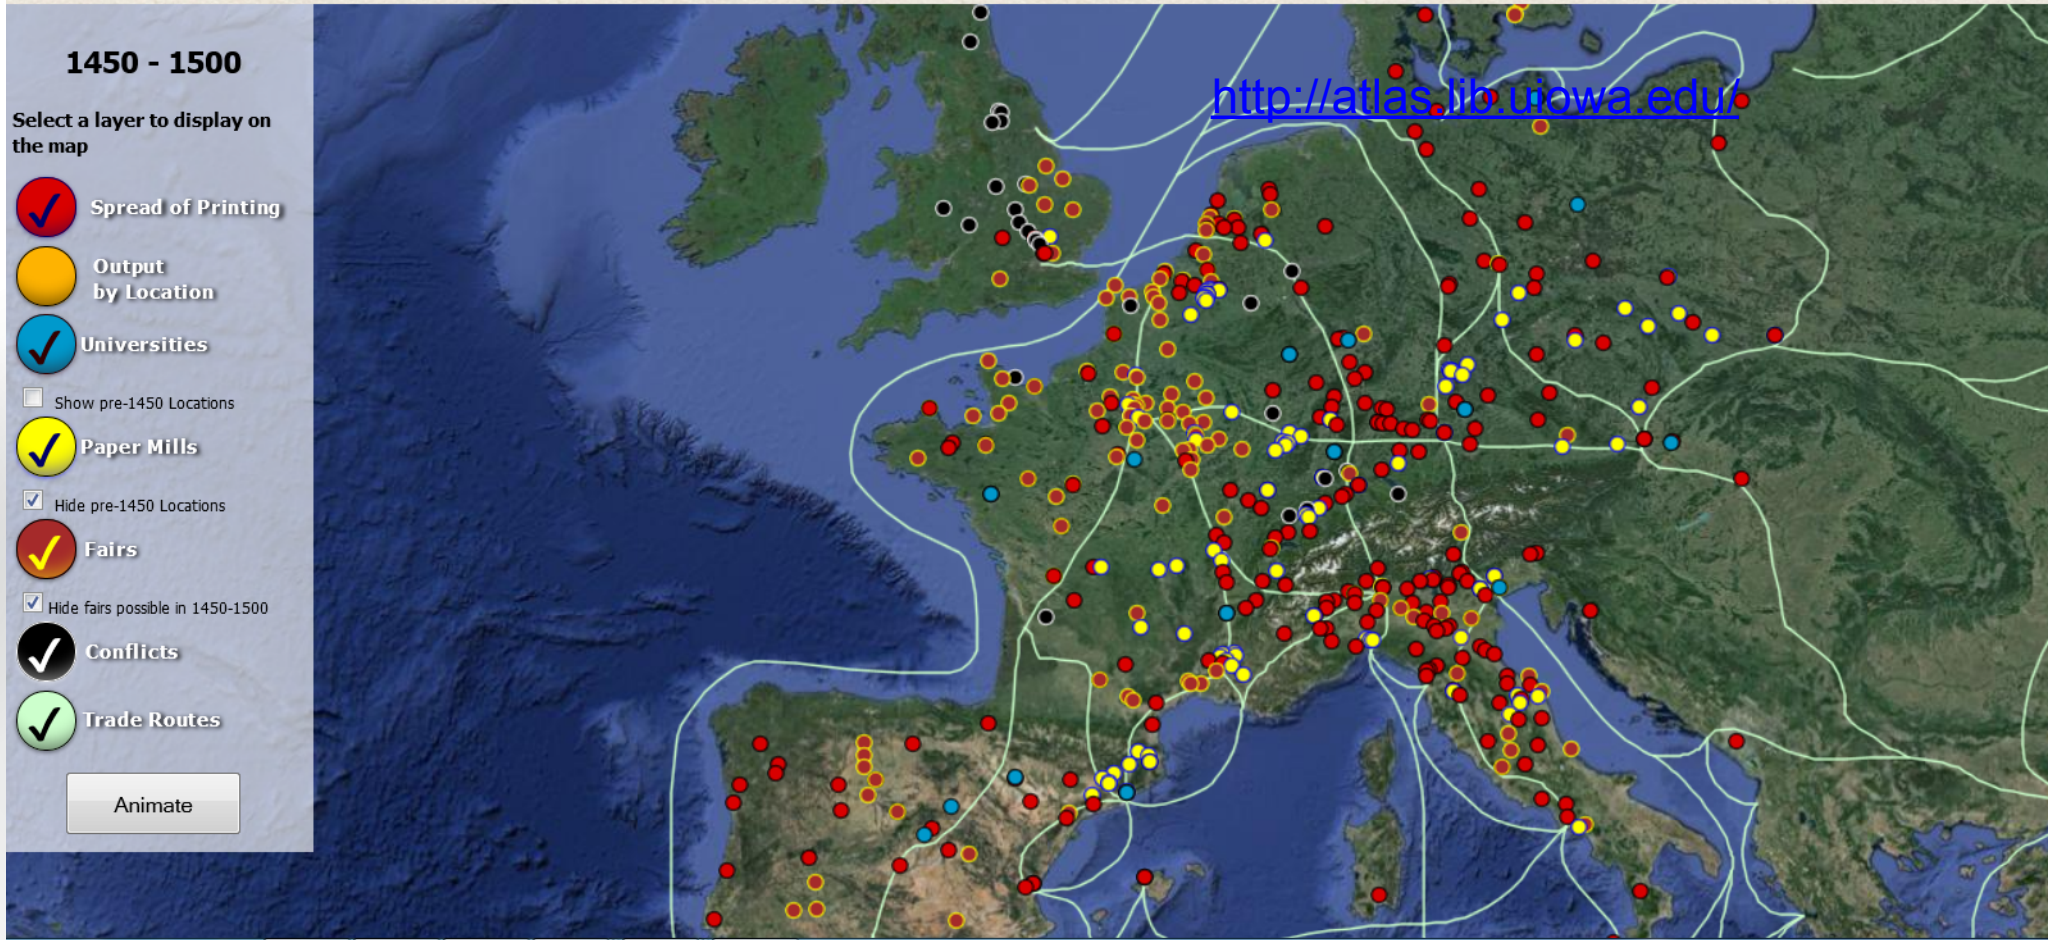 1450 - 1500
Select a layer to display on
the map
Spread of Printing
Output
by Location
Universities
Show pre-1450 Locations
Paper Mills
Hide pre-1450 Locations
Fairs
Hide fairs possible in 1450-1500
Conflicts
Trade Routes
Animate
http://atlas.lib.uiowa.edu/